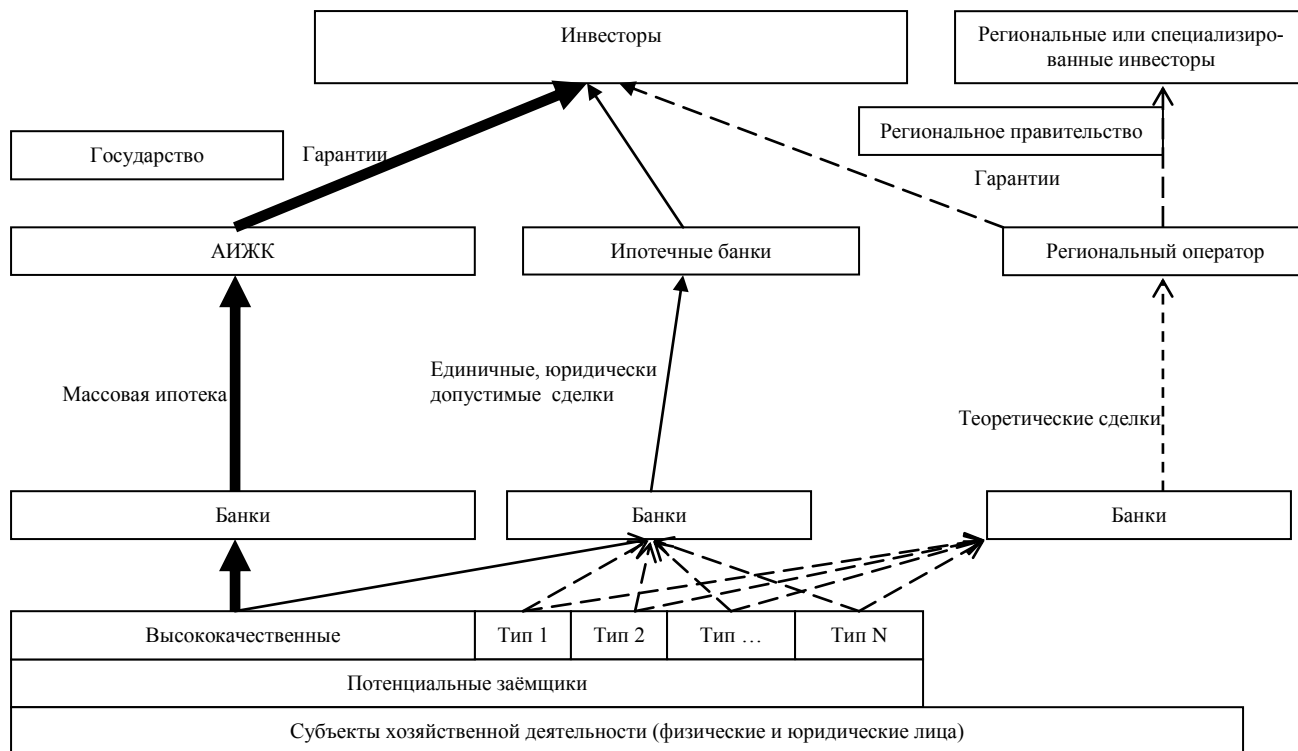 Инвесторы
Региональные или специализиро-
ванные инвесторы
Региональное правительство
Государство
Гарантии
Гарантии
АИЖК
Ипотечные банки
Региональный оператор
Единичные, юридически
допустимые сделки
Массовая ипотека
Теоретические сделки
Банки
Банки
Банки
Высококачественные
Тип 1
Тип 2
Тип …
Тип N
Потенциальные заёмщики
Субъекты хозяйственной деятельности (физические и юридические лица)